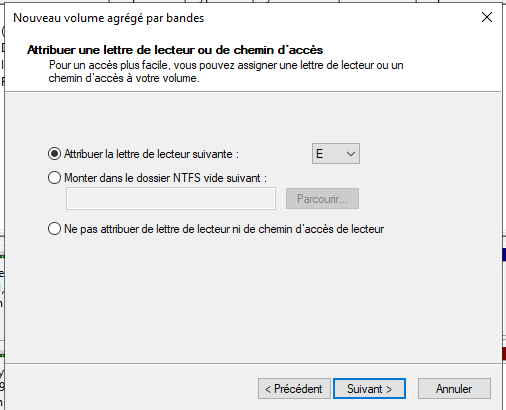 Nouveau volume agrégé par bandes
Attribuer une lettre de lecteur ou de chemin d'accès
Pour un accès plus facile, vous pouvez assigner une lettre de lecteur ou un
chemin d'accès à votre volume.
Attribuer la lettre de lecteur suivante :
E
Monter dans le dossier NTFS vide suivant :
Parcourir...
Ne pas attribuer de lettre de lecteur ni de chemin d'accès de lecteur
< Précédent
Suivant >
Annuler